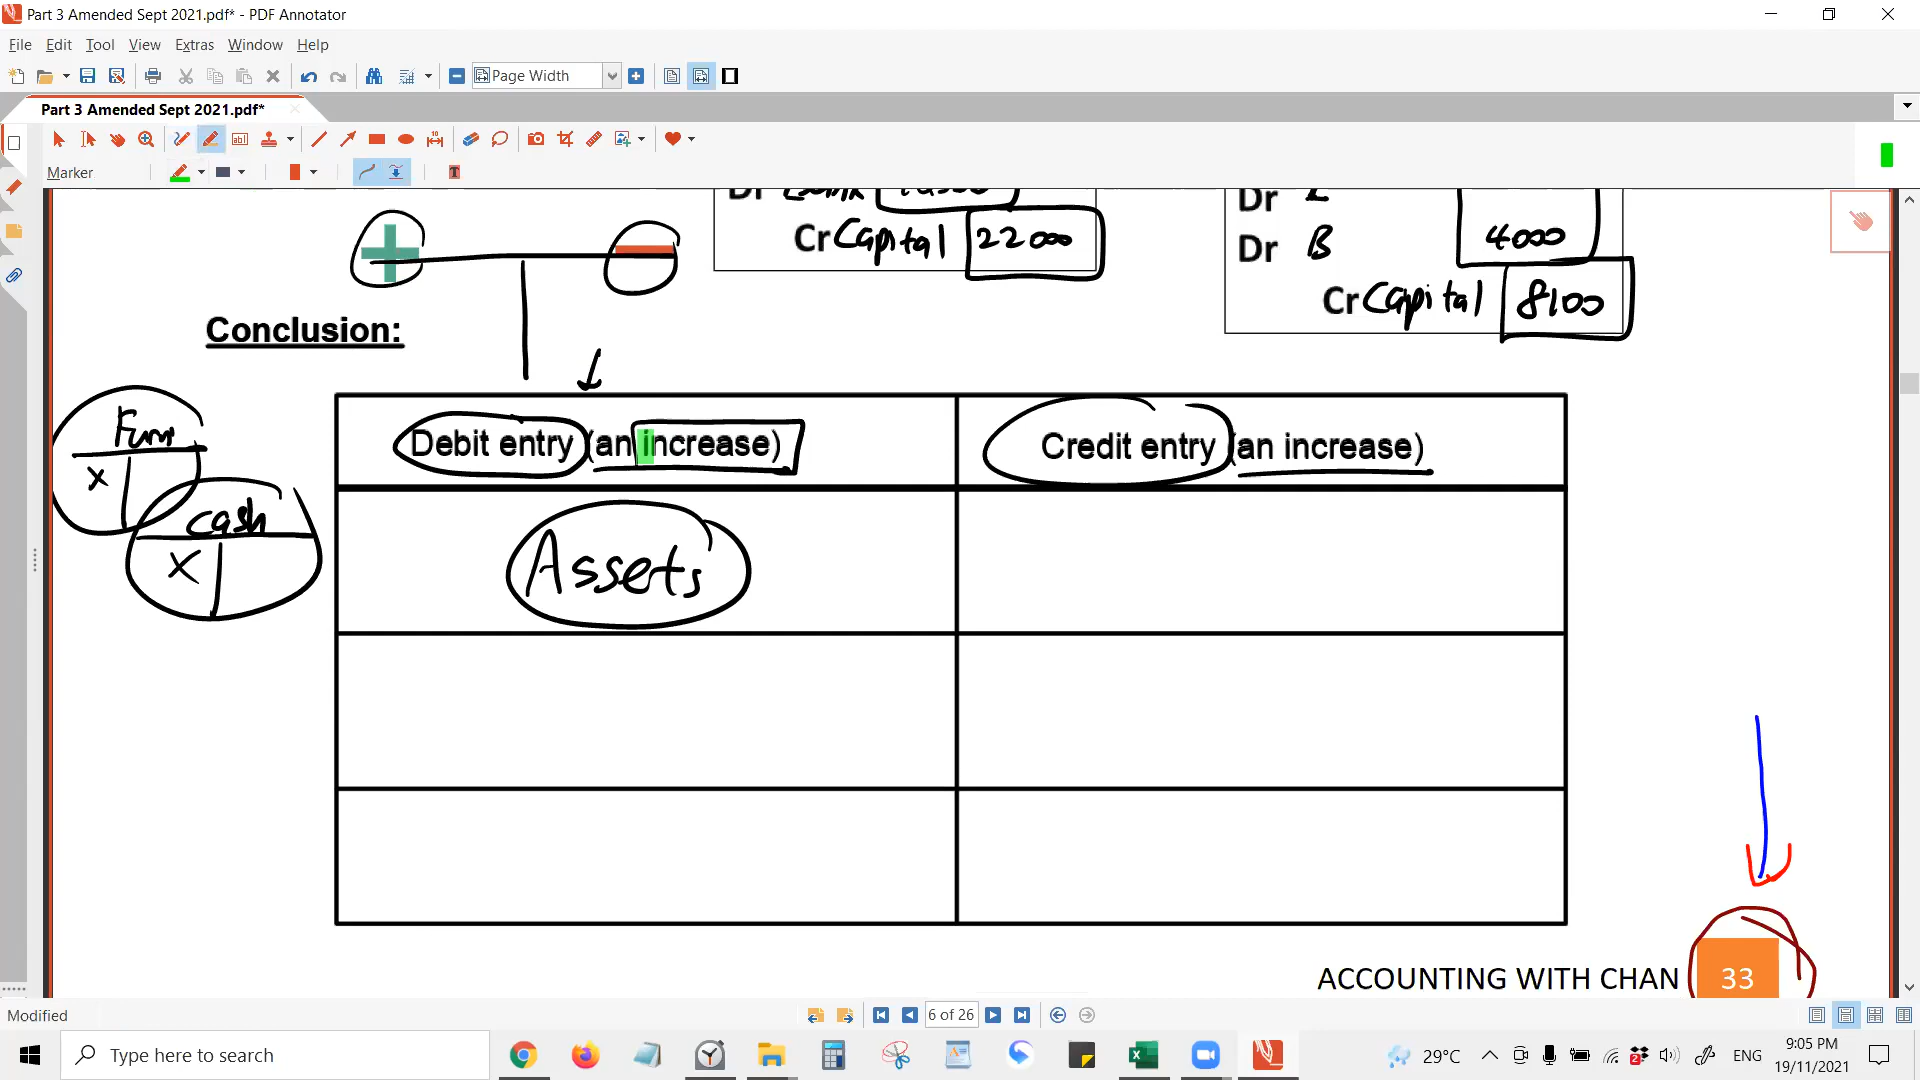 Part 3 Amended Sept 2021.pdf* - PDF Annotator
File Edit Tool View Extras Window Help
Page Width
Part 3 Amended Sept 2021.pdf*
Marker
Dr
Cr Capital 22000
Dr
Dr B 4000
Cr Capital 8100
Conclusion:
Furn
X
cash
X
Debit entry (an increase)
Credit entry (an increase)
Assets
ACCOUNTING WITH CHAN 33
Modified
6 of 26
Type here to search
29°C
ENG
9:05 PM
19/11/2021